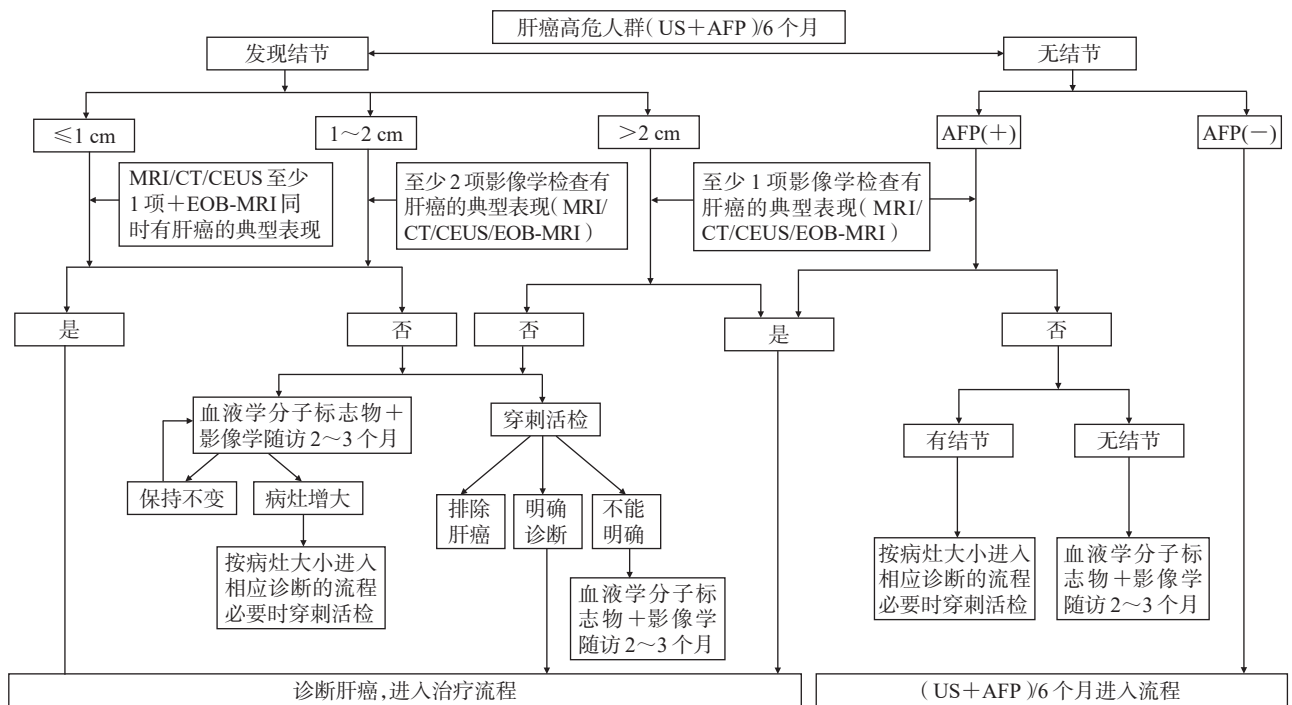 肝癌高危人群(US＋AFP)/6 个月
发现结节
无结节
≤1 cm
1～2 cm
>2 cm
AFP(＋)
AFP(－)
MRI/CT/CEUS 至少
1 项＋EOB-MRI 同
时有肝癌的典型表现
至少 2 项影像学检查有
肝癌的典型表现(MRI/
CT/CEUS/EOB-MRI)
至少 1 项影像学检查有
肝癌的典型表现(MRI/
CT/CEUS/EOB-MRI)
是
否
否
是
否
血液学分子标志物＋
影像学随访 2～3 个月
穿刺活检
有结节
无结节
保持不变
病灶增大
排除
肝癌
明确
诊断
不能
明确
按病灶大小进入
相应诊断的流程
必要时穿刺活检
血液学分子标
志物＋影像学
随访 2～3 个月
按病灶大小进入
相应诊断的流程
必要时穿刺活检
血液学分子标
志物＋影像学
随访 2～3 个月
诊断肝癌,进入治疗流程
(US＋AFP)/6 个月进入流程